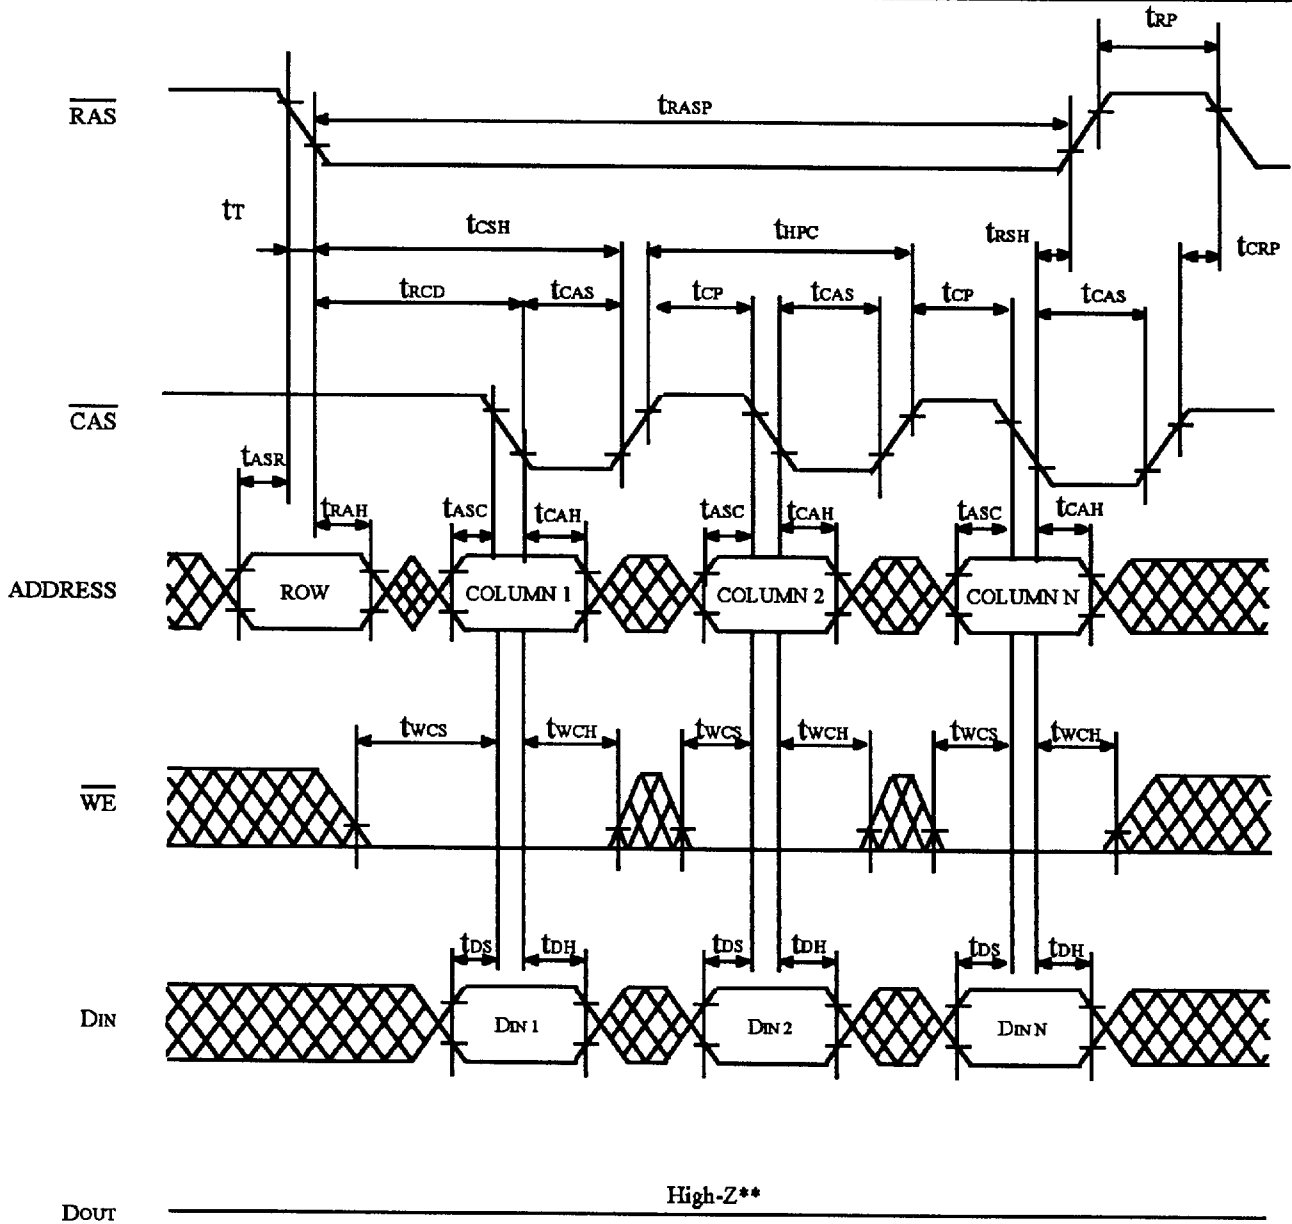 tRP
RAS
tRASP
tT
tCSH
tHPC
tRSH
tCRP
tRCD
tCAS
tCP
tCAS
tCP
tCAS
CAS
tASR
tRAH
tASC
tCAH
tASC
tCAH
tASC
tCAH
ADDRESS
ROW
COLUMN 1
COLUMN 2
COLUMN N
tWCS
tWCH
tWCS
tWCH
tWCS
tWCH
WE
tDS
tDH
tDS
tDH
tDS
tDH
DIN
DIN 1
DIN 2
DIN N
High-Z**
DOUT